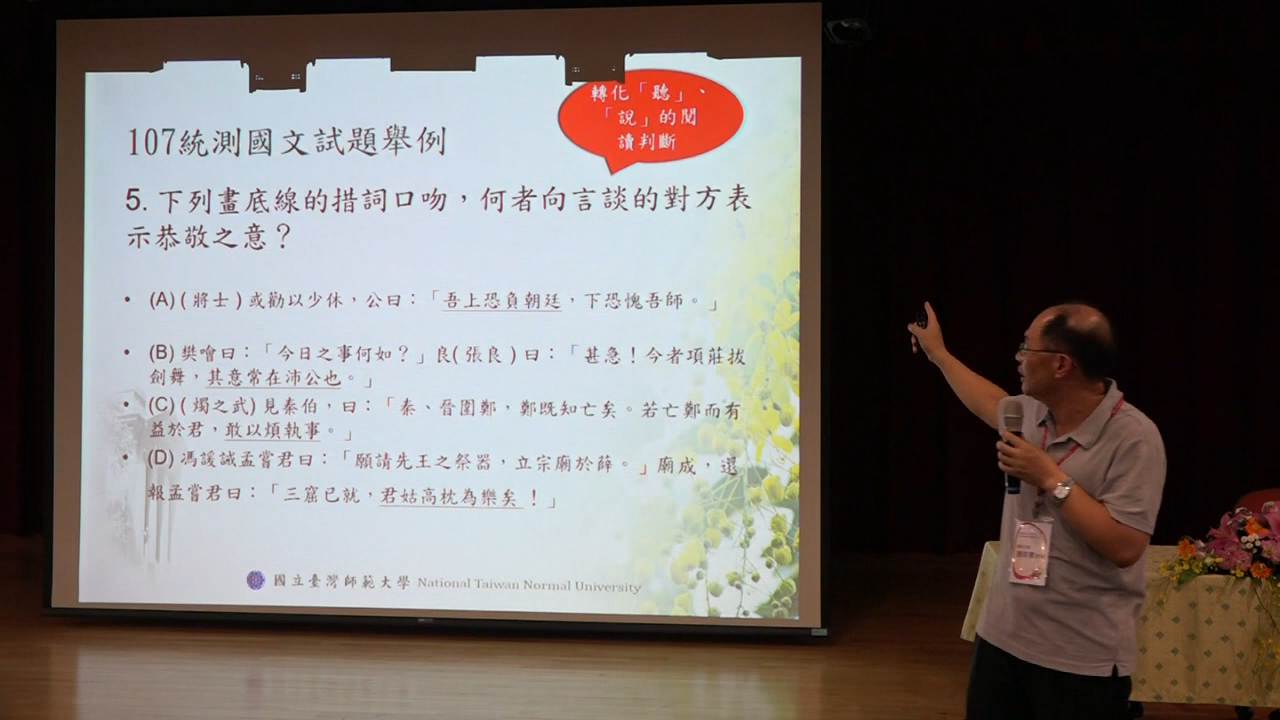 轉化「聽」、
「說」的閱
讀判斷
107統測國文試題舉例
5. 下列畫底線的措詞口吻，何者向言談的對方表
示恭敬之意？
• (A) ( 將士 ) 或勸以少休，公曰：「吾上恐負朝廷，下恐愧吾師。」
• (B) 樊噲曰：「今日之事何如？」良( 張良 ) 曰：「甚急！今者項莊拔
劍舞，其意常在沛公也。」
• (C) ( 燭之武) 見秦伯，曰：「秦、晉圍鄭，鄭既知亡矣。若亡鄭而有
益於君，敢以煩執事。」
• (D) 馮諼誡孟嘗君曰：「願請先王之祭器，立宗廟於薛。」廟成，還
報孟嘗君曰：「三窟已就，君姑高枕為樂矣！」
國立臺灣師範大學 National Taiwan Normal University